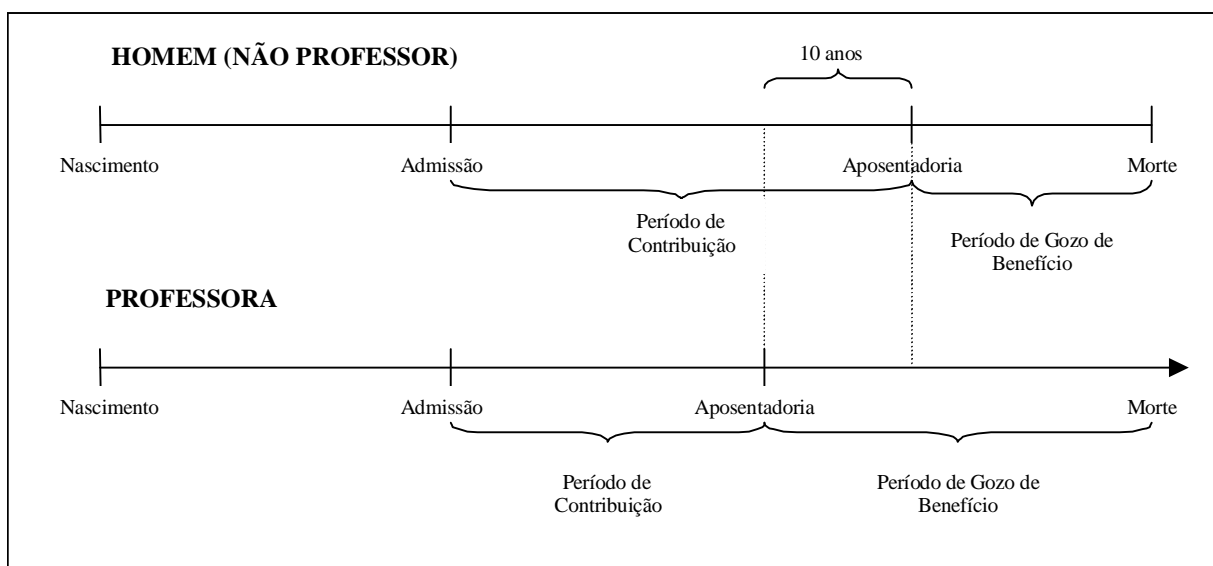 HOMEM (NÃO PROFESSOR)
10 anos
Nascimento
Admissão
Aposentadoria
Morte
Período de
Contribuição
Período de Gozo de
Benefício
PROFESSORA
Nascimento
Admissão
Aposentadoria
Morte
Período de
Contribuição
Período de Gozo de
Benefício